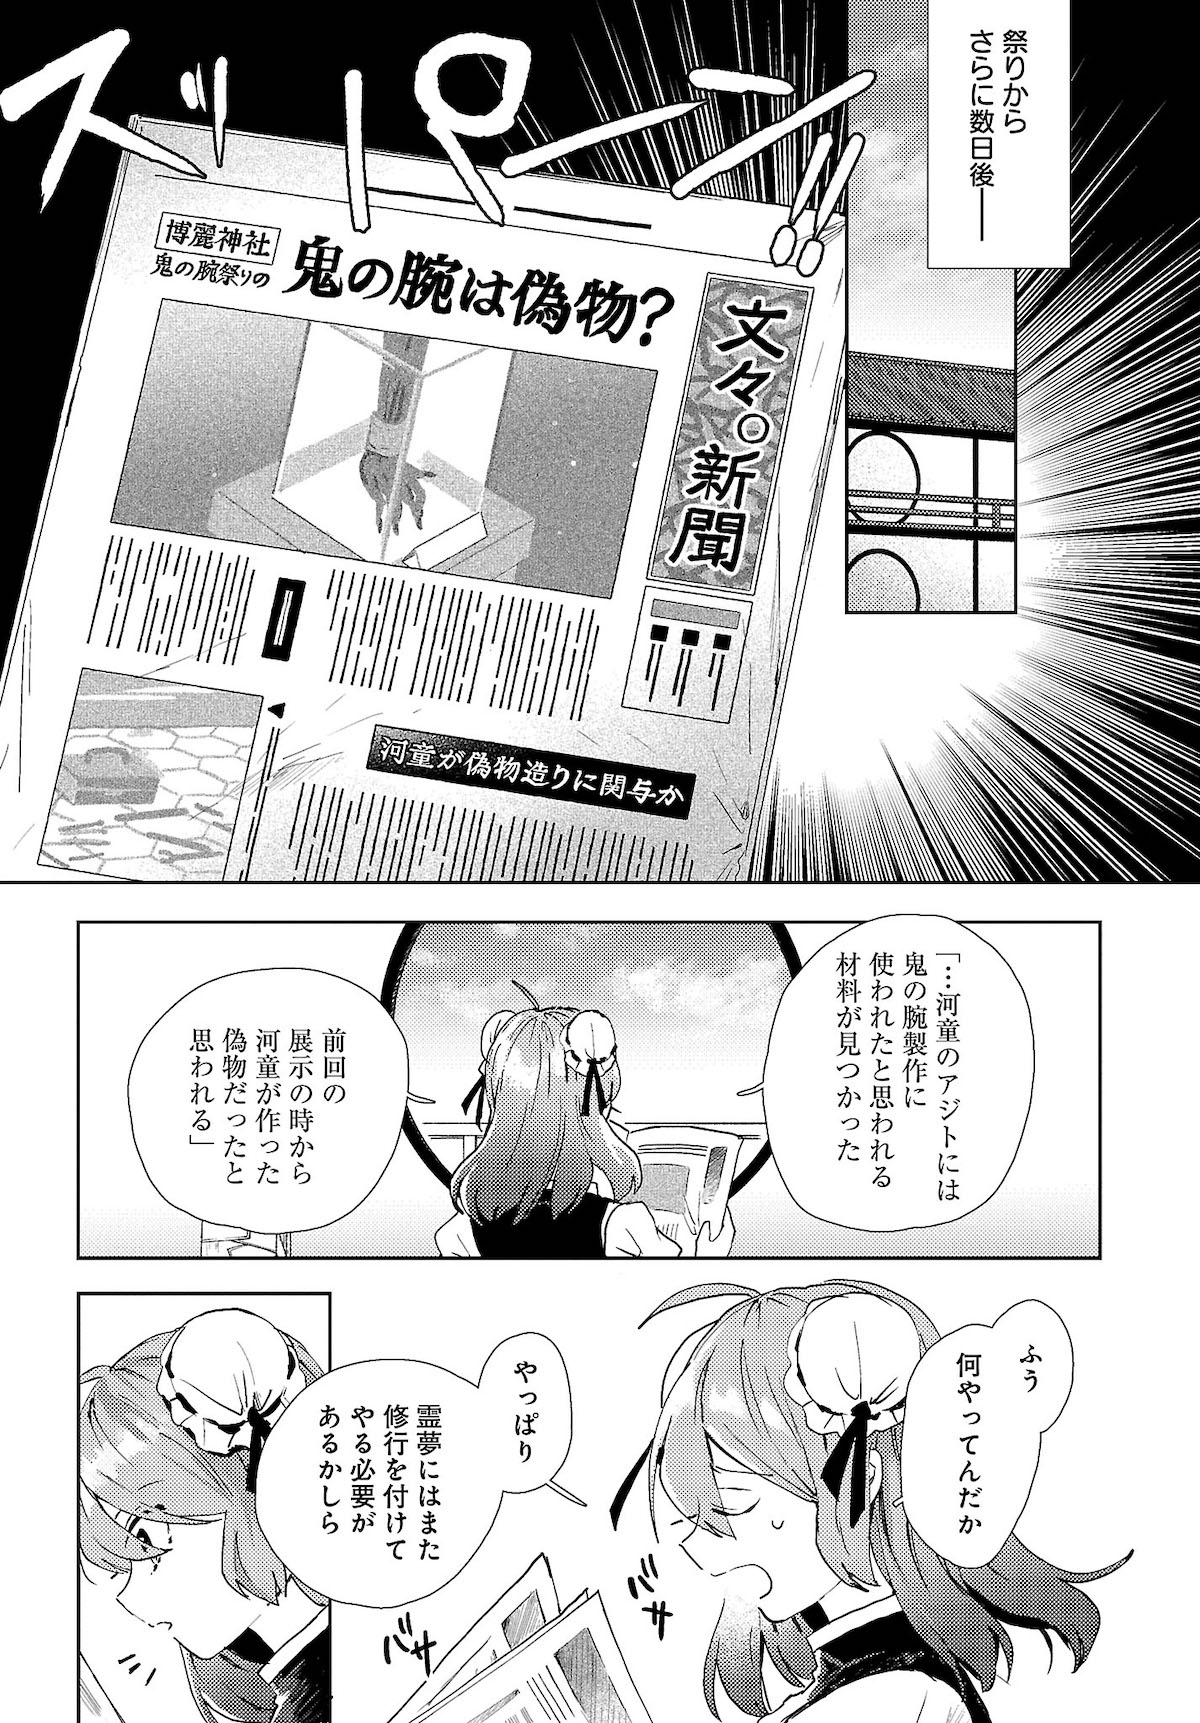 祭りから
さらに数日後――
ズパーン!!
文々。新聞
博麗神社
鬼の腕祭りの
鬼の腕は偽物?
河童が偽物造りに関与か
「…河童のアジトには
鬼の腕製作に
使われたと思われる
材料が見つかった
前回の
展示の時から
河童が作った
偽物だったと
思われる」
ふう
何やってんだか
バサ
バサ
やっぱり
霊夢にはまた
修行を付けて
やる必要が
あるかしら